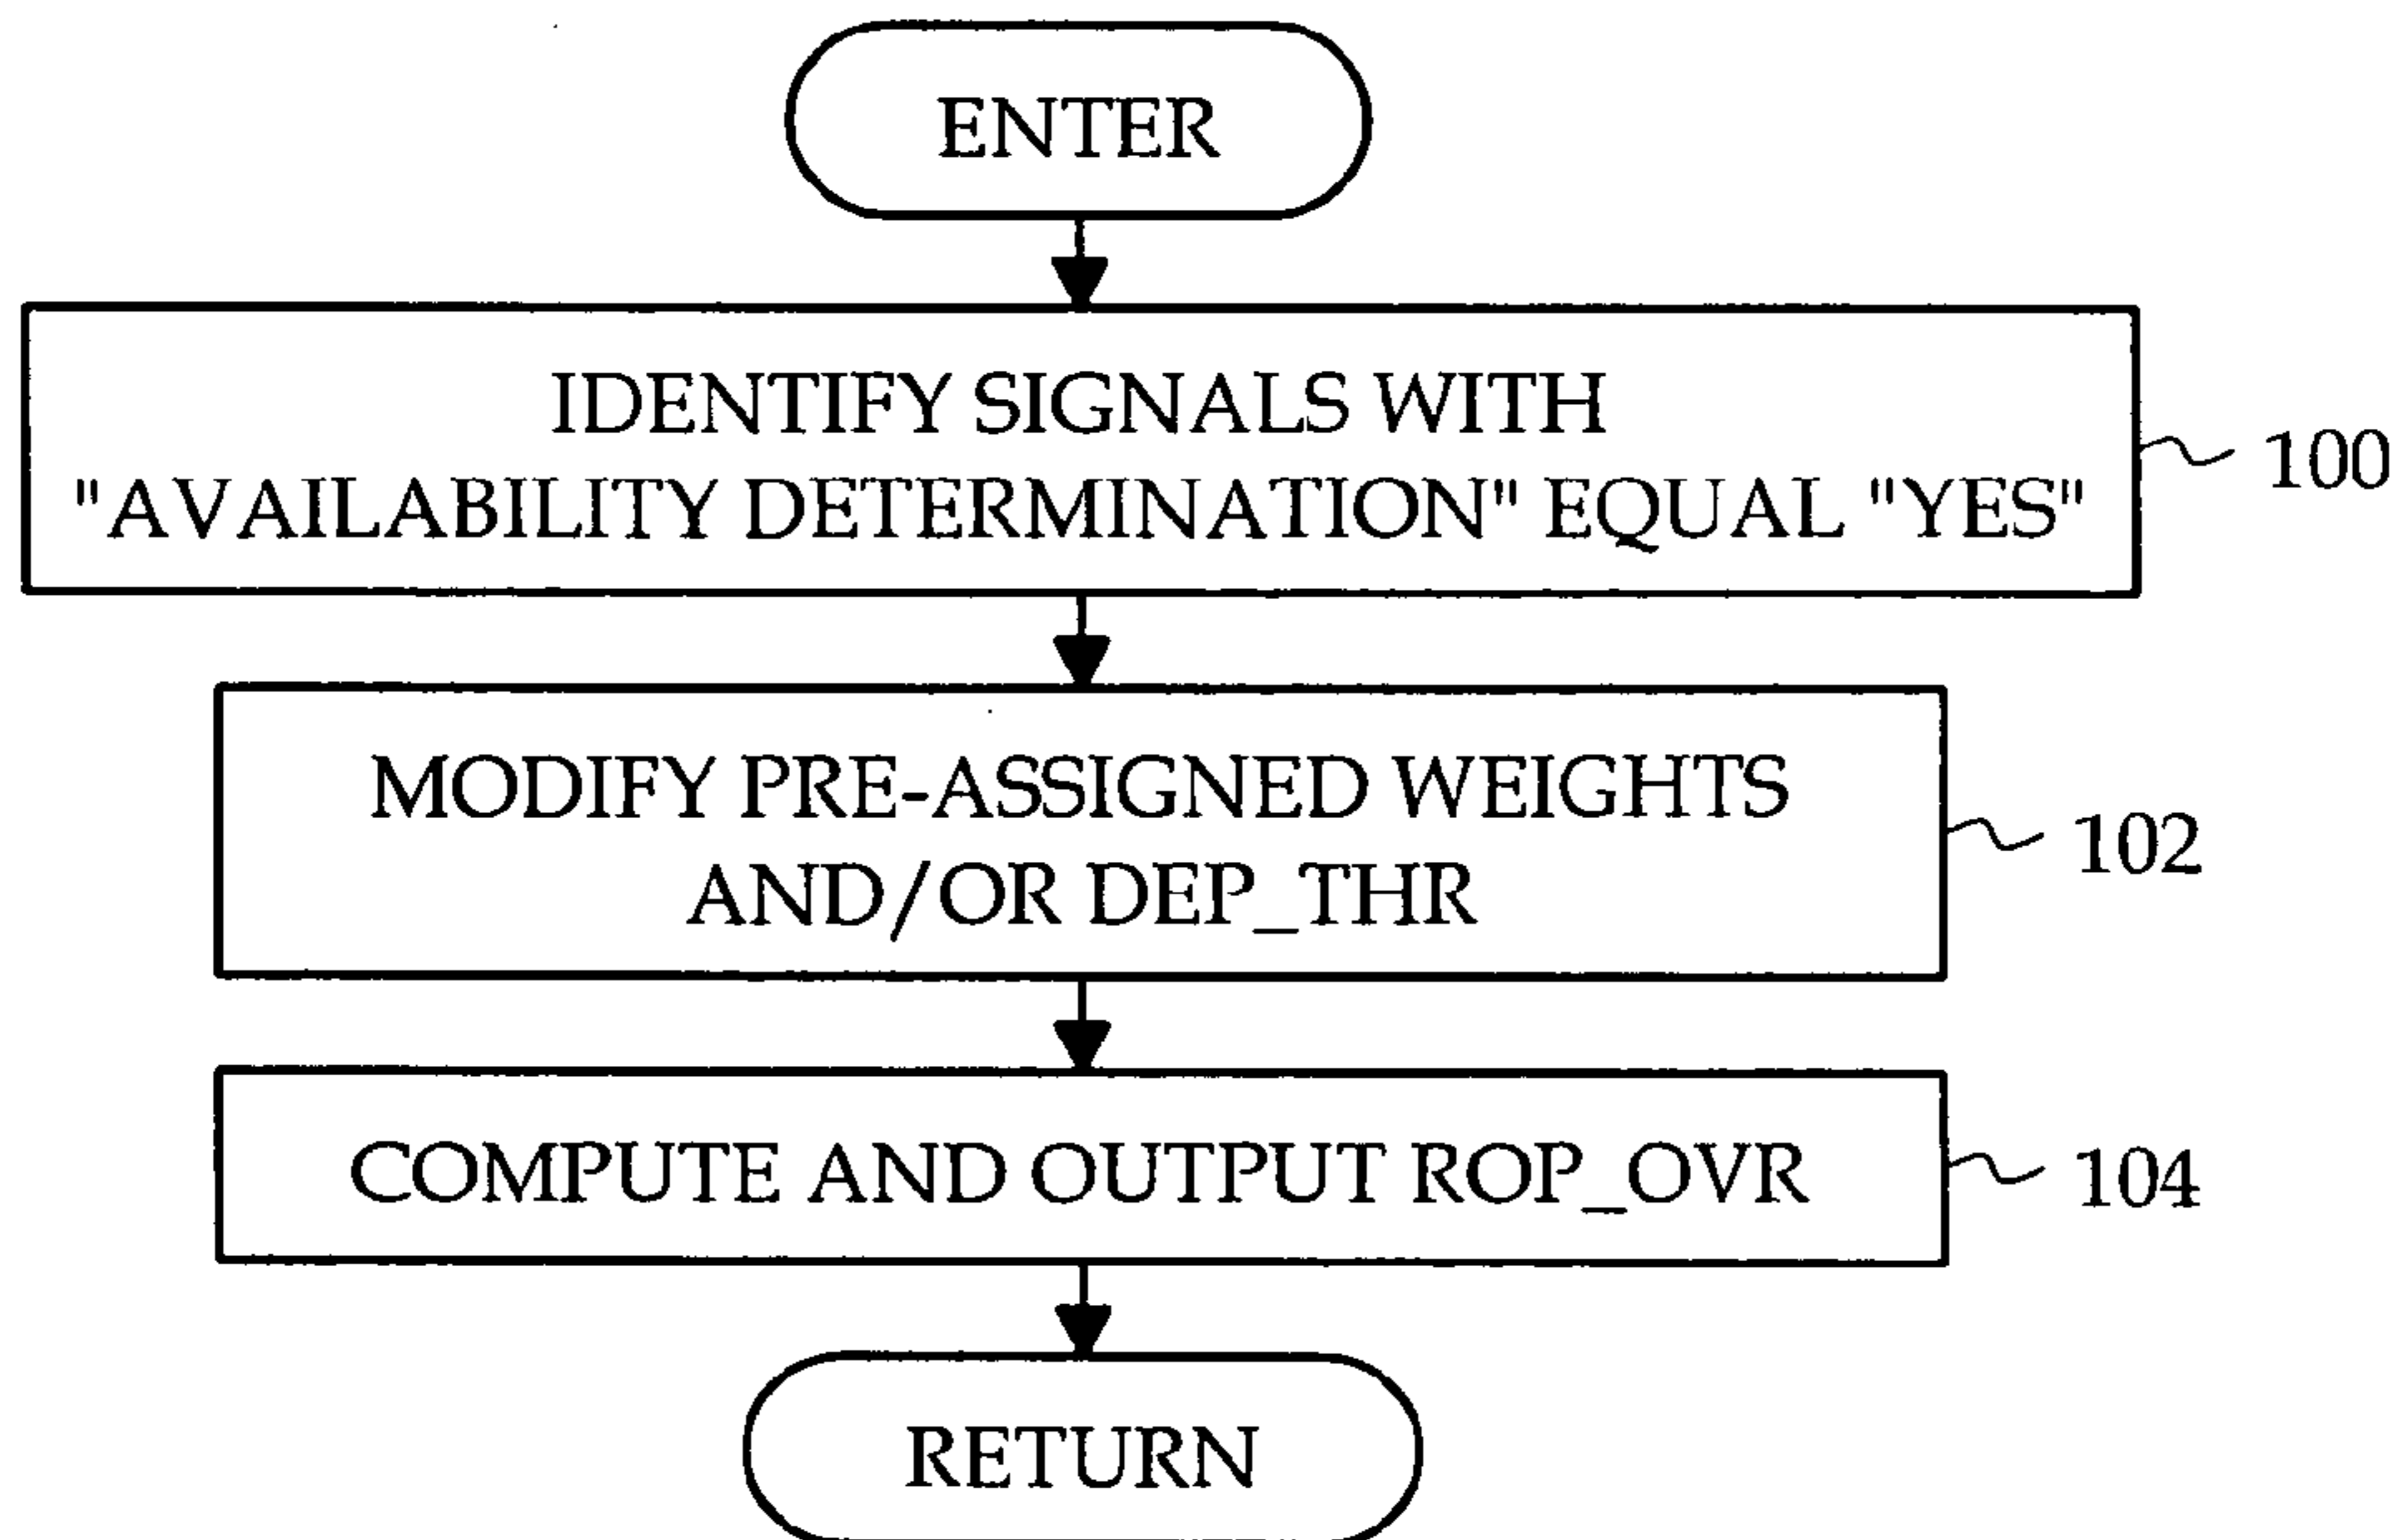 ENTER
IDENTIFY SIGNALS WITH
"AVAILABILITY DETERMINATION" EQUAL "YES"
100
MODIFY PRE-ASSIGNED WEIGHTS
AND/OR DEP_THR
102
COMPUTE AND OUTPUT ROP_OVR
104
RETURN